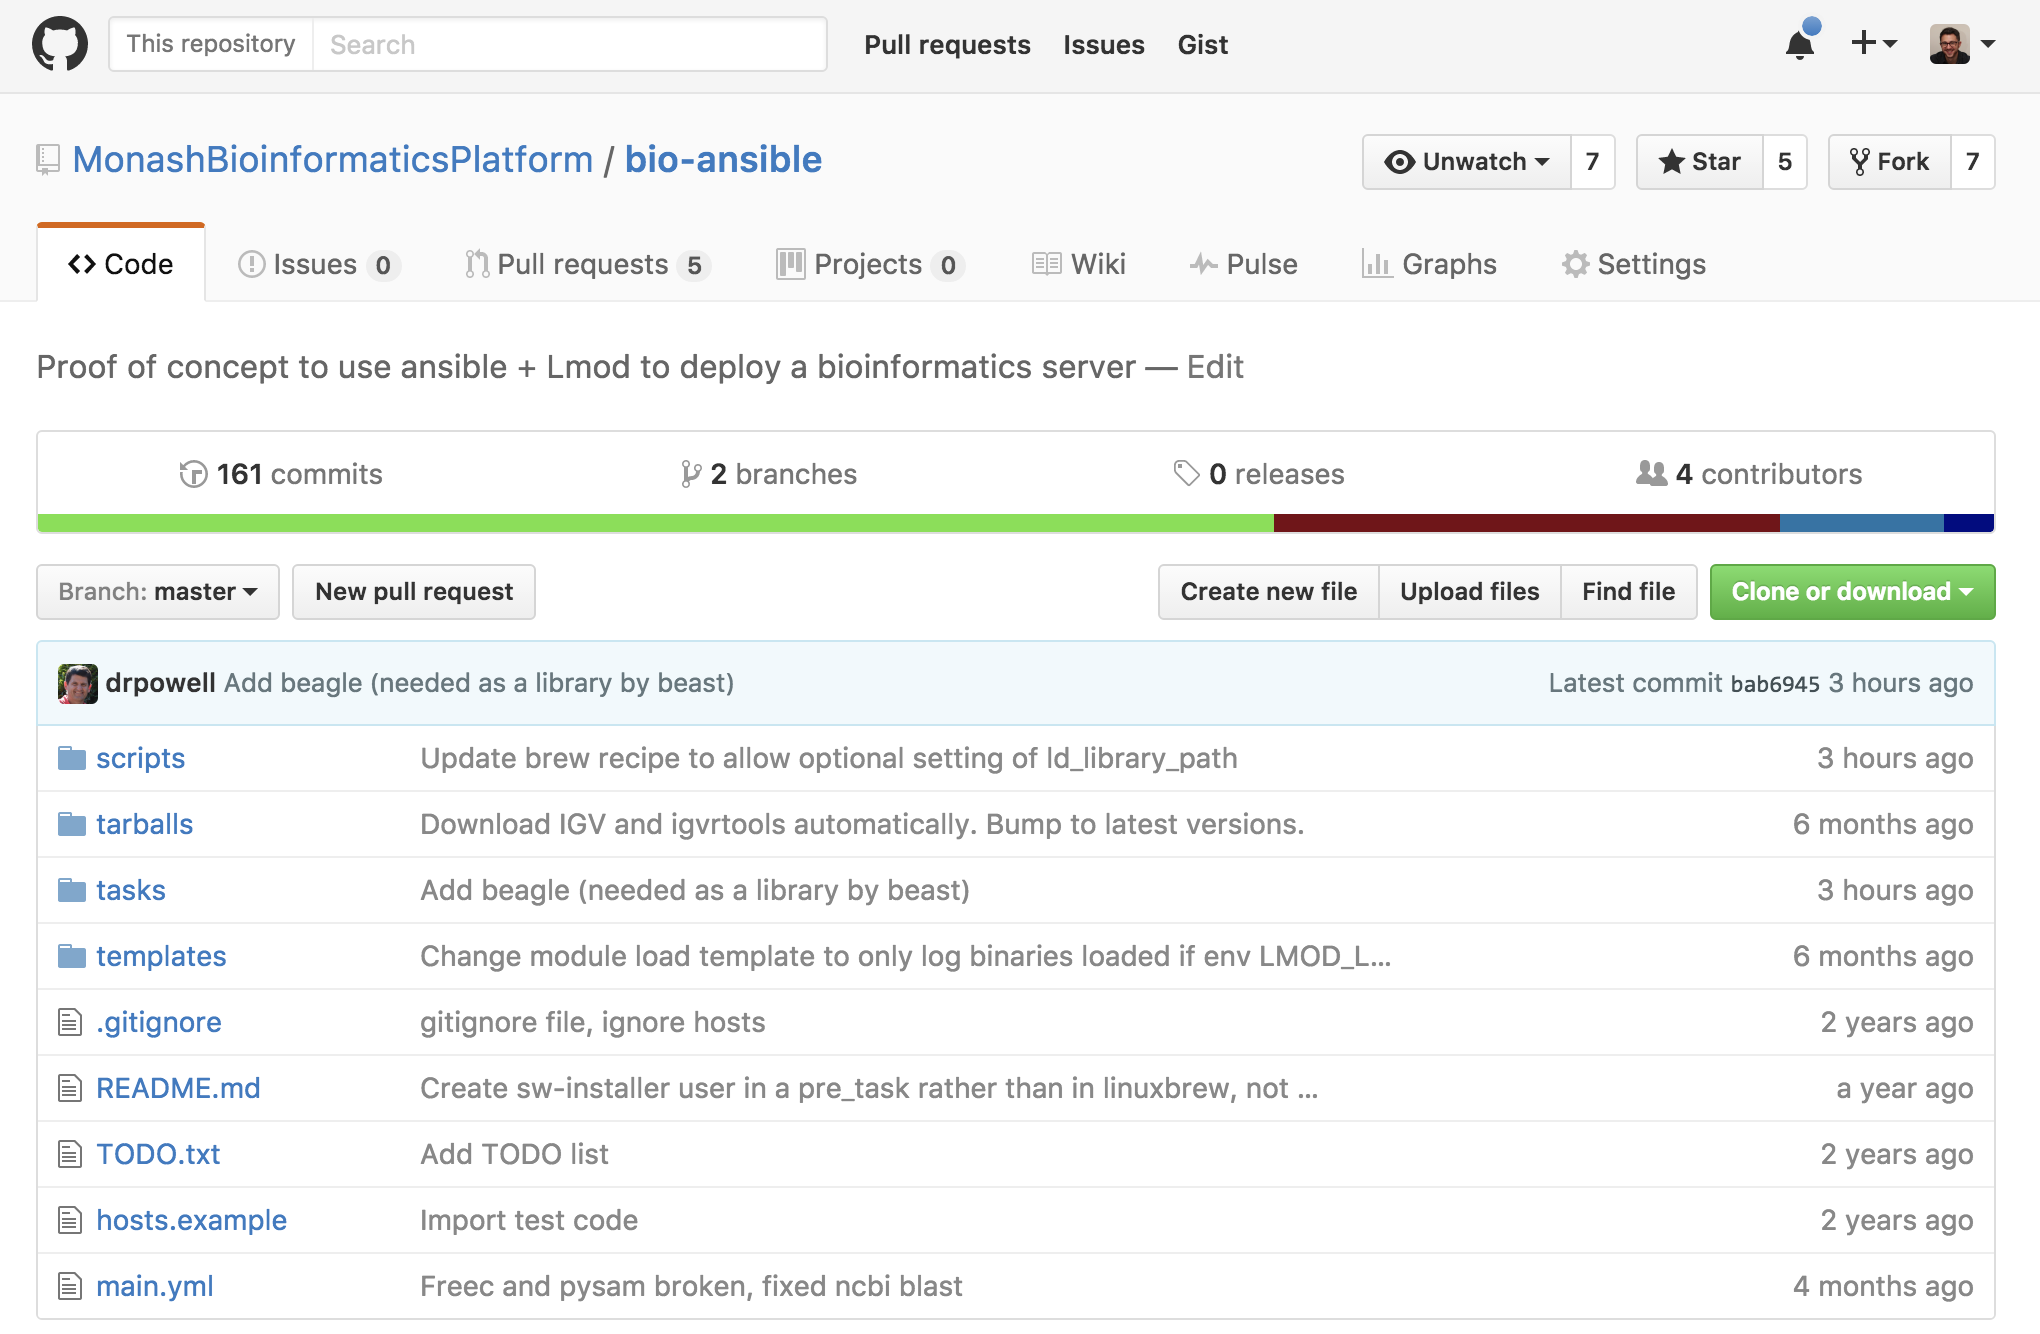 This repository Search Pull requests Issues Gist
MonashBioinformaticsPlatform / bio-ansible Unwatch 7 Star 5 Fork 7
Code Issues 0 Pull requests 5 Projects 0 Wiki Pulse Graphs Settings
Proof of concept to use ansible + Lmod to deploy a bioinformatics server — Edit
161 commits 2 branches 0 releases 4 contributors
Branch: master New pull request Create new file Upload files Find file Clone or download
drpowell Add beagle (needed as a library by beast) Latest commit bab6945 3 hours ago
scripts Update brew recipe to allow optional setting of ld_library_path 3 hours ago
tarballs Download IGV and igvrtools automatically. Bump to latest versions. 6 months ago
tasks Add beagle (needed as a library by beast) 3 hours ago
templates Change module load template to only log binaries loaded if env LMOD_L... 6 months ago
.gitignore gitignore file, ignore hosts 2 years ago
README.md Create sw-installer user in a pre_task rather than in linuxbrew, not ... a year ago
TODO.txt Add TODO list 2 years ago
hosts.example Import test code 2 years ago
main.yml Freec and pysam broken, fixed ncbi blast 4 months ago